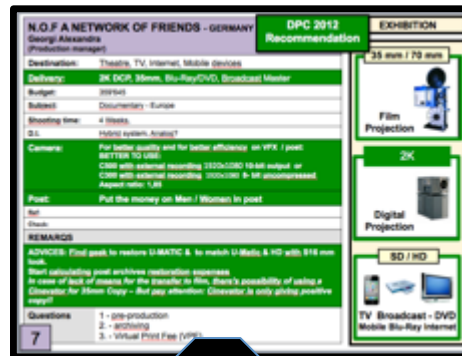 N.O.F A NETWORK OF FRIENDS - GERMANY
Georgi Alexandra
(Production manager)
DPC 2012
Recommendation
Destination: Theatre, TV, Internet, Mobile devices
Delivery: 2K DCP, 35mm, Blu-Ray/DVD, Broadcast Master
Budget:
Subject: Documentary - Europe
Shooting time: 4 Weeks.
D.I. Hybrid system, Analog?
Camera: For better quality and for better efficiency on VFX / post:
BETTER TO USE:
C500 with external recording 1920x1080 10-bit output or
C300 with external recording 1920x1080 8- bit uncompressed
Aspect ratio: 1,85
Post: Put the money on Men / Women in post
Ref
Check:
REMARQS
ADVICES: Find geek to restore U-MATIC & to match U-Matic & HD with S16 mm
look.
Start calculating post archives restoration expenses
In case of lack of means for the transfer to film, there's possibility of using a
Cinevator for 35mm Copy – But pay attention: Cinevator is only giving positive
copy!!
Questions 1 - pre-production
2. - archiving
3. - Virtual Print Fee (VPF)
7
EXHIBITION
35 mm / 70 mm
Film
Projection
2K
Digital
Projection
SD / HD
TV Broadcast - DVD
Mobile Blu-Ray Internet